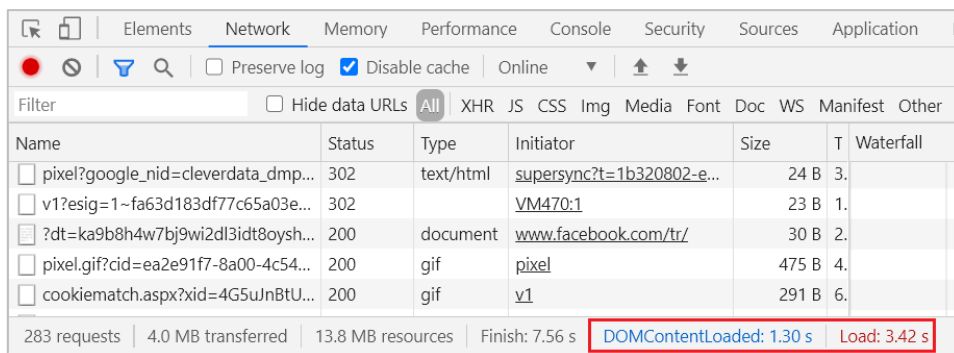 Elements Network Memory Performance Console Security Sources Application
Preserve log Disable cache Online
Filter Hide data URLs All XHR JS CSS Img Media Font Doc WS Manifest Other
Name Status Type Initiator Size T Waterfall
pixel?google_nid=cleverdata_dmp... 302 text/html supersync?t=1b320802-e... 24 B 3.
v1?esig=1~fa63d183df77c65a03e... 302 VM470:1 23 B 1.
?dt=ka9b8h4w7bj9wi2dl3idt8oysh... 200 document www.facebook.com/tr/ 30 B 2.
pixel.gif?cid=ea2e91f7-8a00-4c54... 200 gif pixel 475 B 4.
cookiematch.aspx?xid=4G5uJnBtU... 200 gif v1 291 B 6.
283 requests 4.0 MB transferred 13.8 MB resources Finish: 7.56 s DOMContentLoaded: 1.30 s Load: 3.42 s